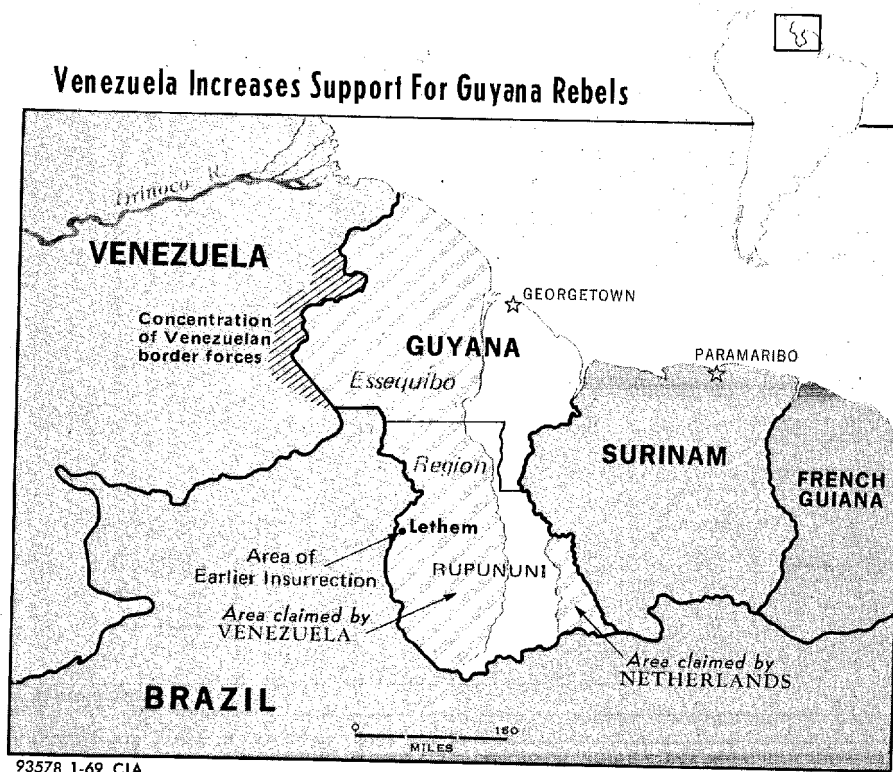 Venezuela Increases Support For Guyana Rebels
Orinoco R.
VENEZUELA
GEORGETOWN
Concentration
of Venezuelan
border forces
GUYANA
PARAMARIBO
Essequibo
SURINAM
Region
FRENCH
GUIANA
Lethem
Area of
Earlier Insurrection
RUPUNUNI
Area claimed by
VENEZUELA
Area claimed by
NETHERLANDS
BRAZIL
0 150
MILES
93578 1-69 CIA